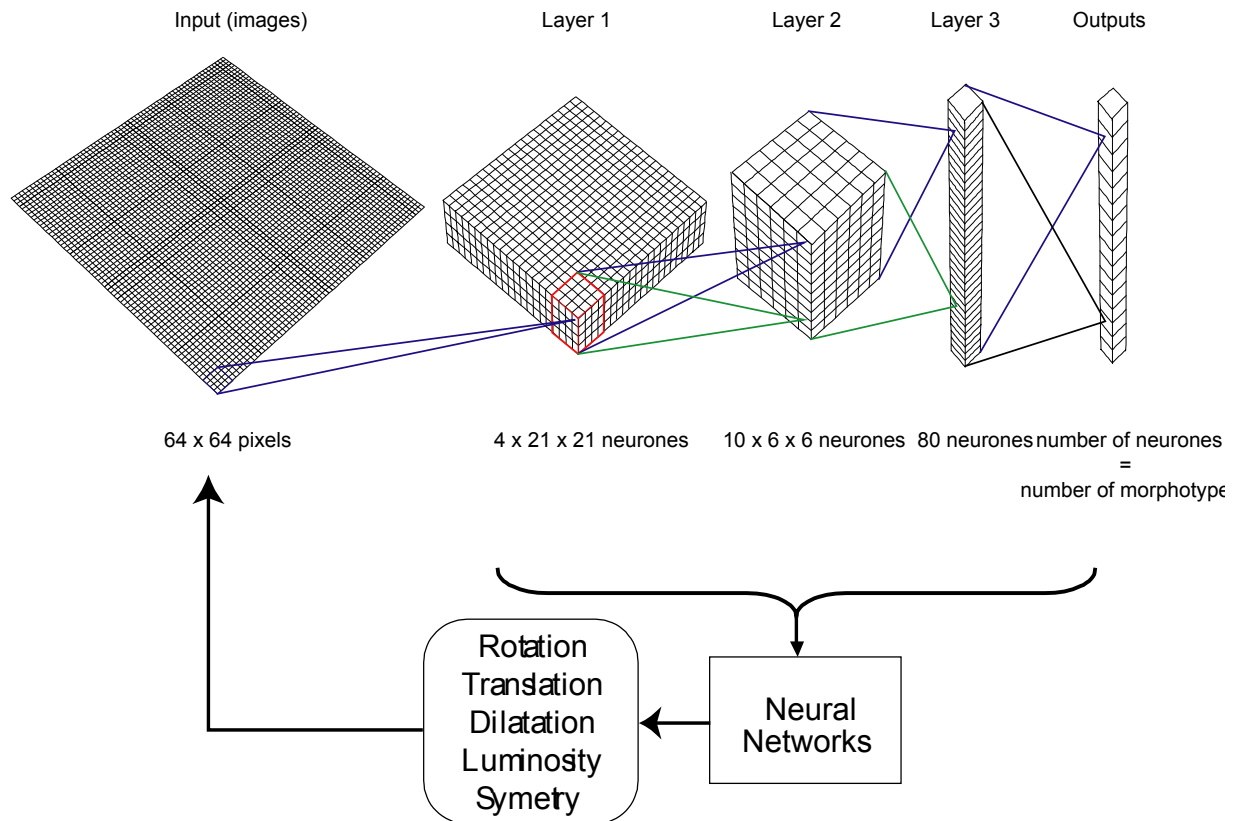 Input (images)
Layer 1
Layer 2
Layer 3
Outputs
64 x 64 pixels
4 x 21 x 21 neurones
10 x 6 x 6 neurones
80 neurones
number of neurones
=
number of morphotype
Rotation
Translation
Dilatation
Luminosity
Symetry
Neural
Networks